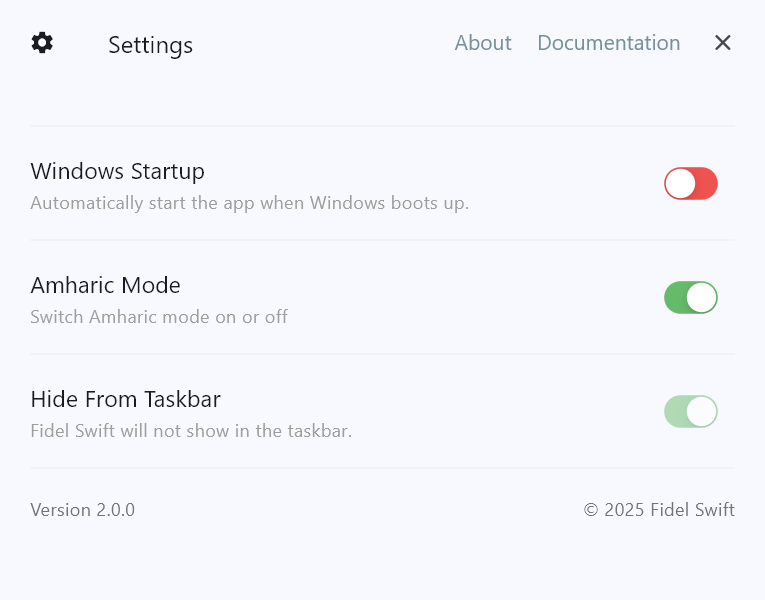 Settings
About
Documentation
Windows Startup
Automatically start the app when Windows boots up.
Amharic Mode
Switch Amharic mode on or off
Hide From Taskbar
Fidel Swift will not show in the taskbar.
Version 2.0.0
© 2025 Fidel Swift